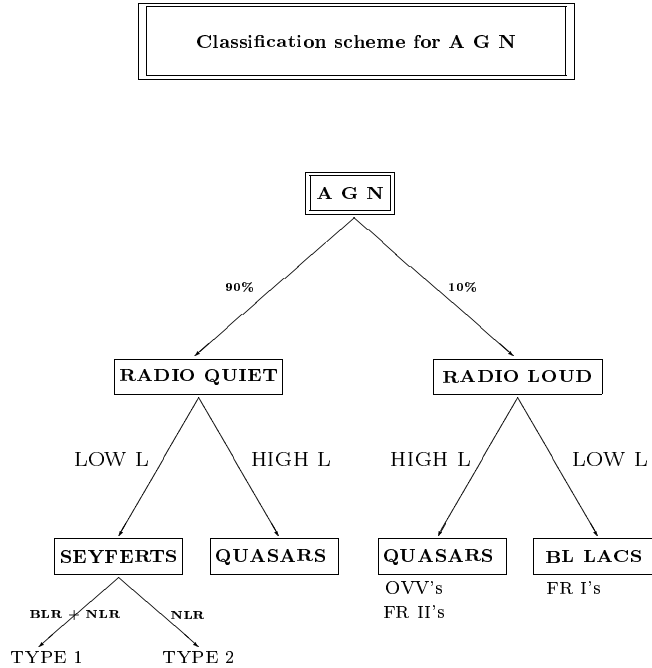 Classification scheme for A G N
A G N
90%
10%
RADIO QUIET
RADIO LOUD
LOW L
HIGH L
HIGH L
LOW L
SEYFERTS
QUASARS
QUASARS
BL LACS
OVV's
FR I's
FR II's
BLR + NLR
NLR
TYPE 1
TYPE 2